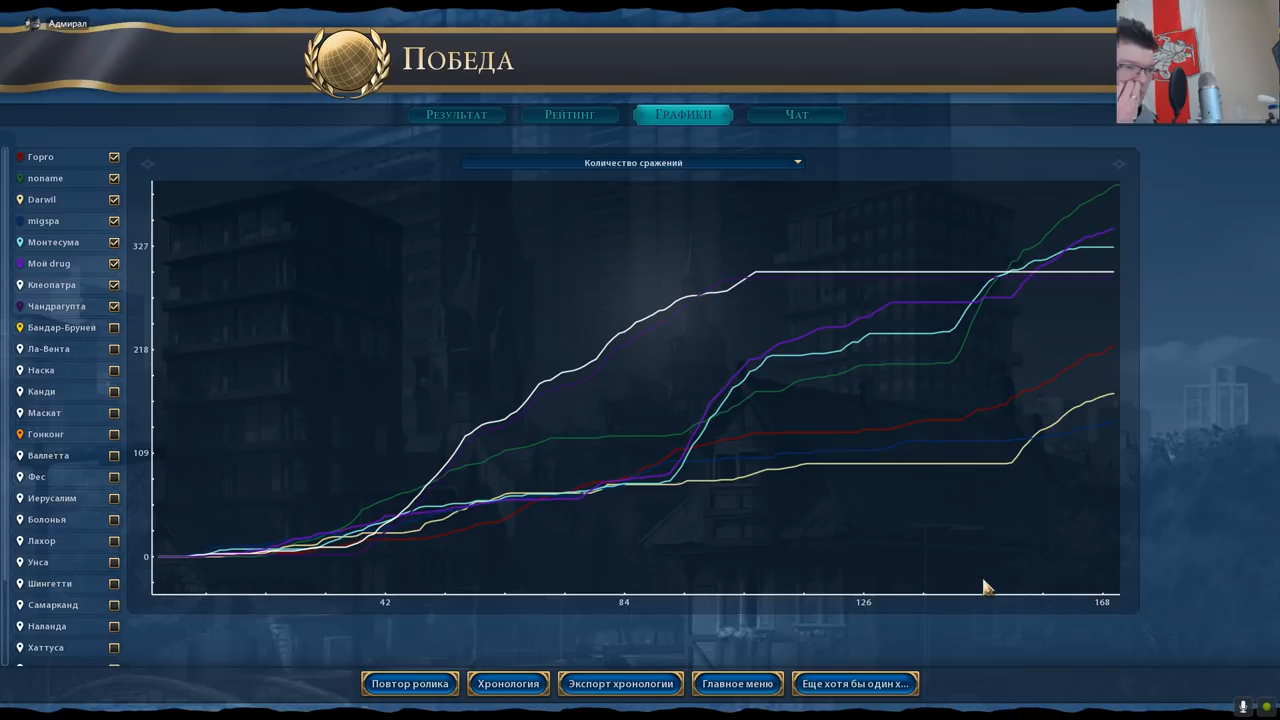 Адмирал
Победа
Результат
Рейтинг
Графики
Чат
Количество сражений
Горго
noname
Darwil
migspa
Монтесума
Мой drug
Клеопатра
Чандрагупта
Бандар-Бруней
Ла-Вента
Наска
Канди
Маскат
Гонконг
Валлетта
Фес
Иерусалим
Болонья
Лахор
Унса
Шингетти
Самарканд
Наланда
Хаттуса
327
218
109
0
42
84
126
168
Повтор ролика
Хронология
Экспорт хронологии
Главное меню
Еще хотя бы один х...